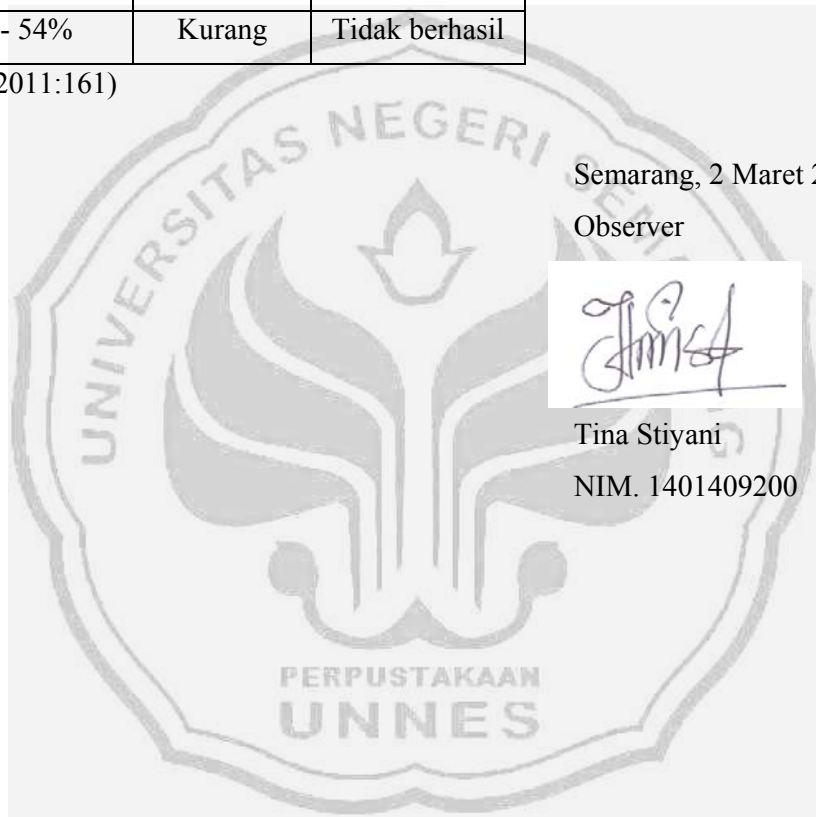 - 54% Kurang Tidak berhasil
2011:161)
UNIVERSITAS NEGERI SEMARANG
Semarang, 2 Maret 2
Observer
Tina Stiyani
NIM. 1401409200
PERPUSTAKAAN
UNNES